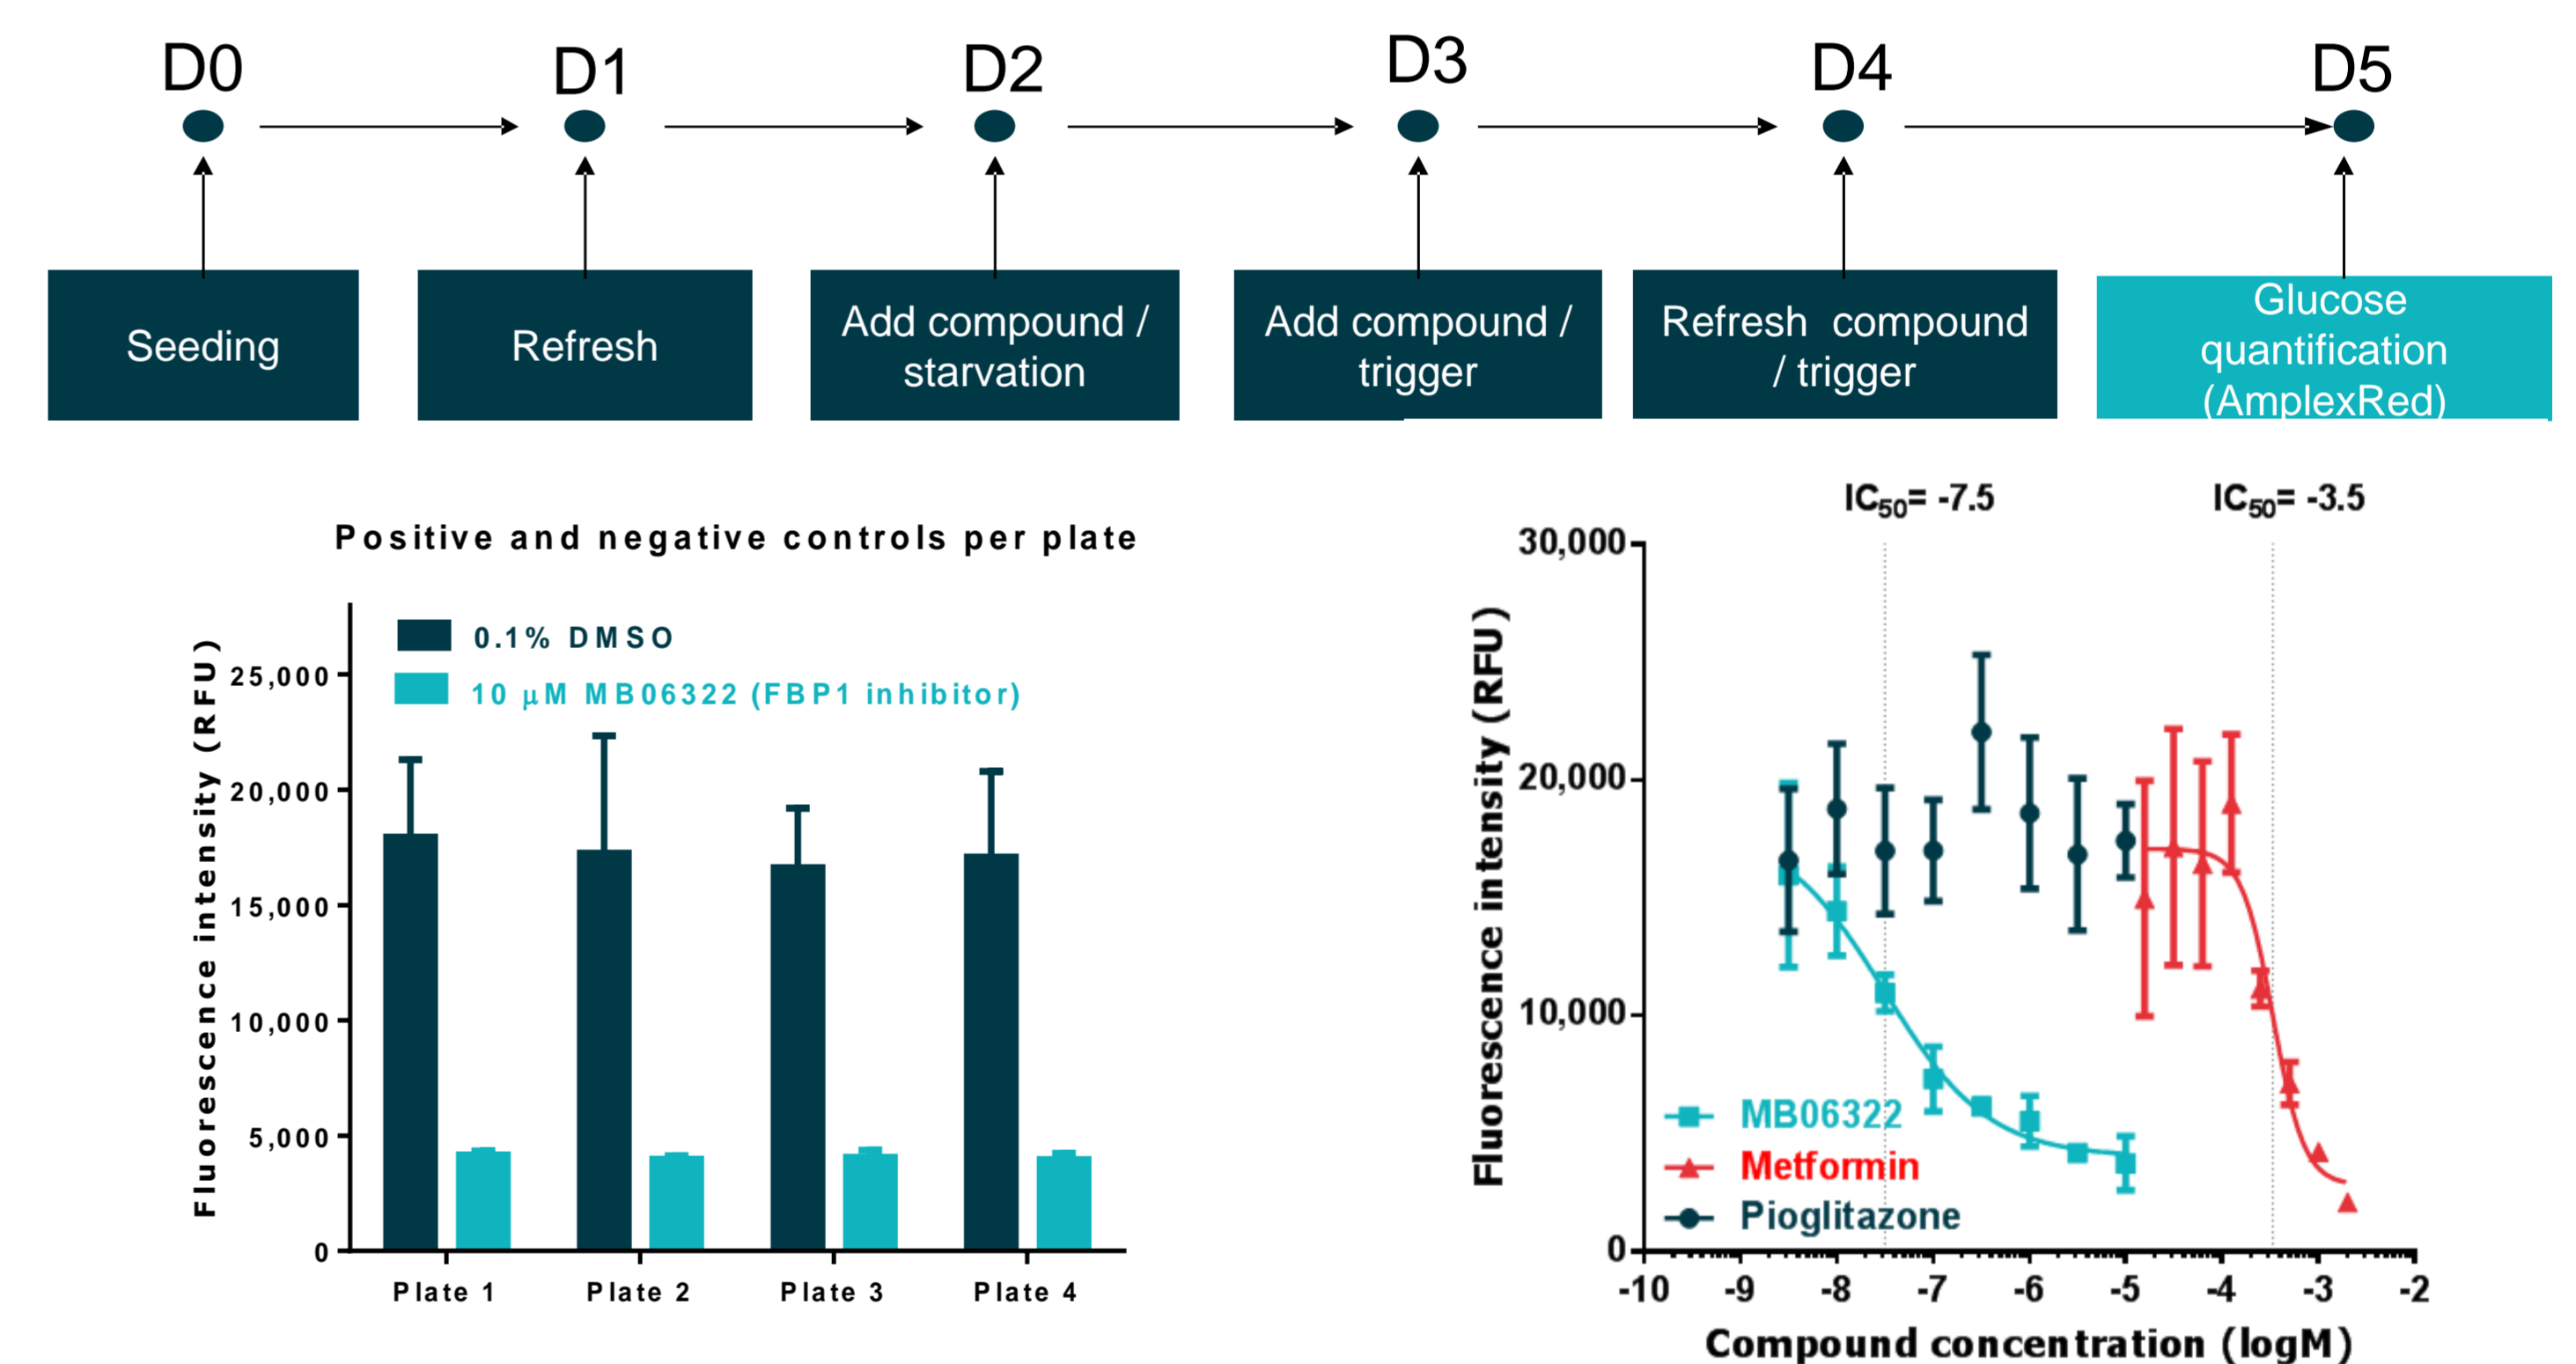 D0
D1
D2
D3
D4
D5
Seeding
Refresh
Add compound /
starvation
Add compound /
trigger
Refresh compound
/ trigger
Glucose
quantification
(AmplexRed)
Positive and negative controls per plate
Fluorescence intensity (RFU)
25,000
20,000
15,000
10,000
5,000
0
0.1% DMSO
10 µM MB06322 (FBP1 inhibitor)
Plate 1
Plate 2
Plate 3
Plate 4
IC50= -7.5
IC50= -3.5
Fluorescence intensity (RFU)
30,000
20,000
10,000
0
MB06322
Metformin
Pioglitazone
-10
-9
-8
-7
-6
-5
-4
-3
-2
Compound concentration (logM)